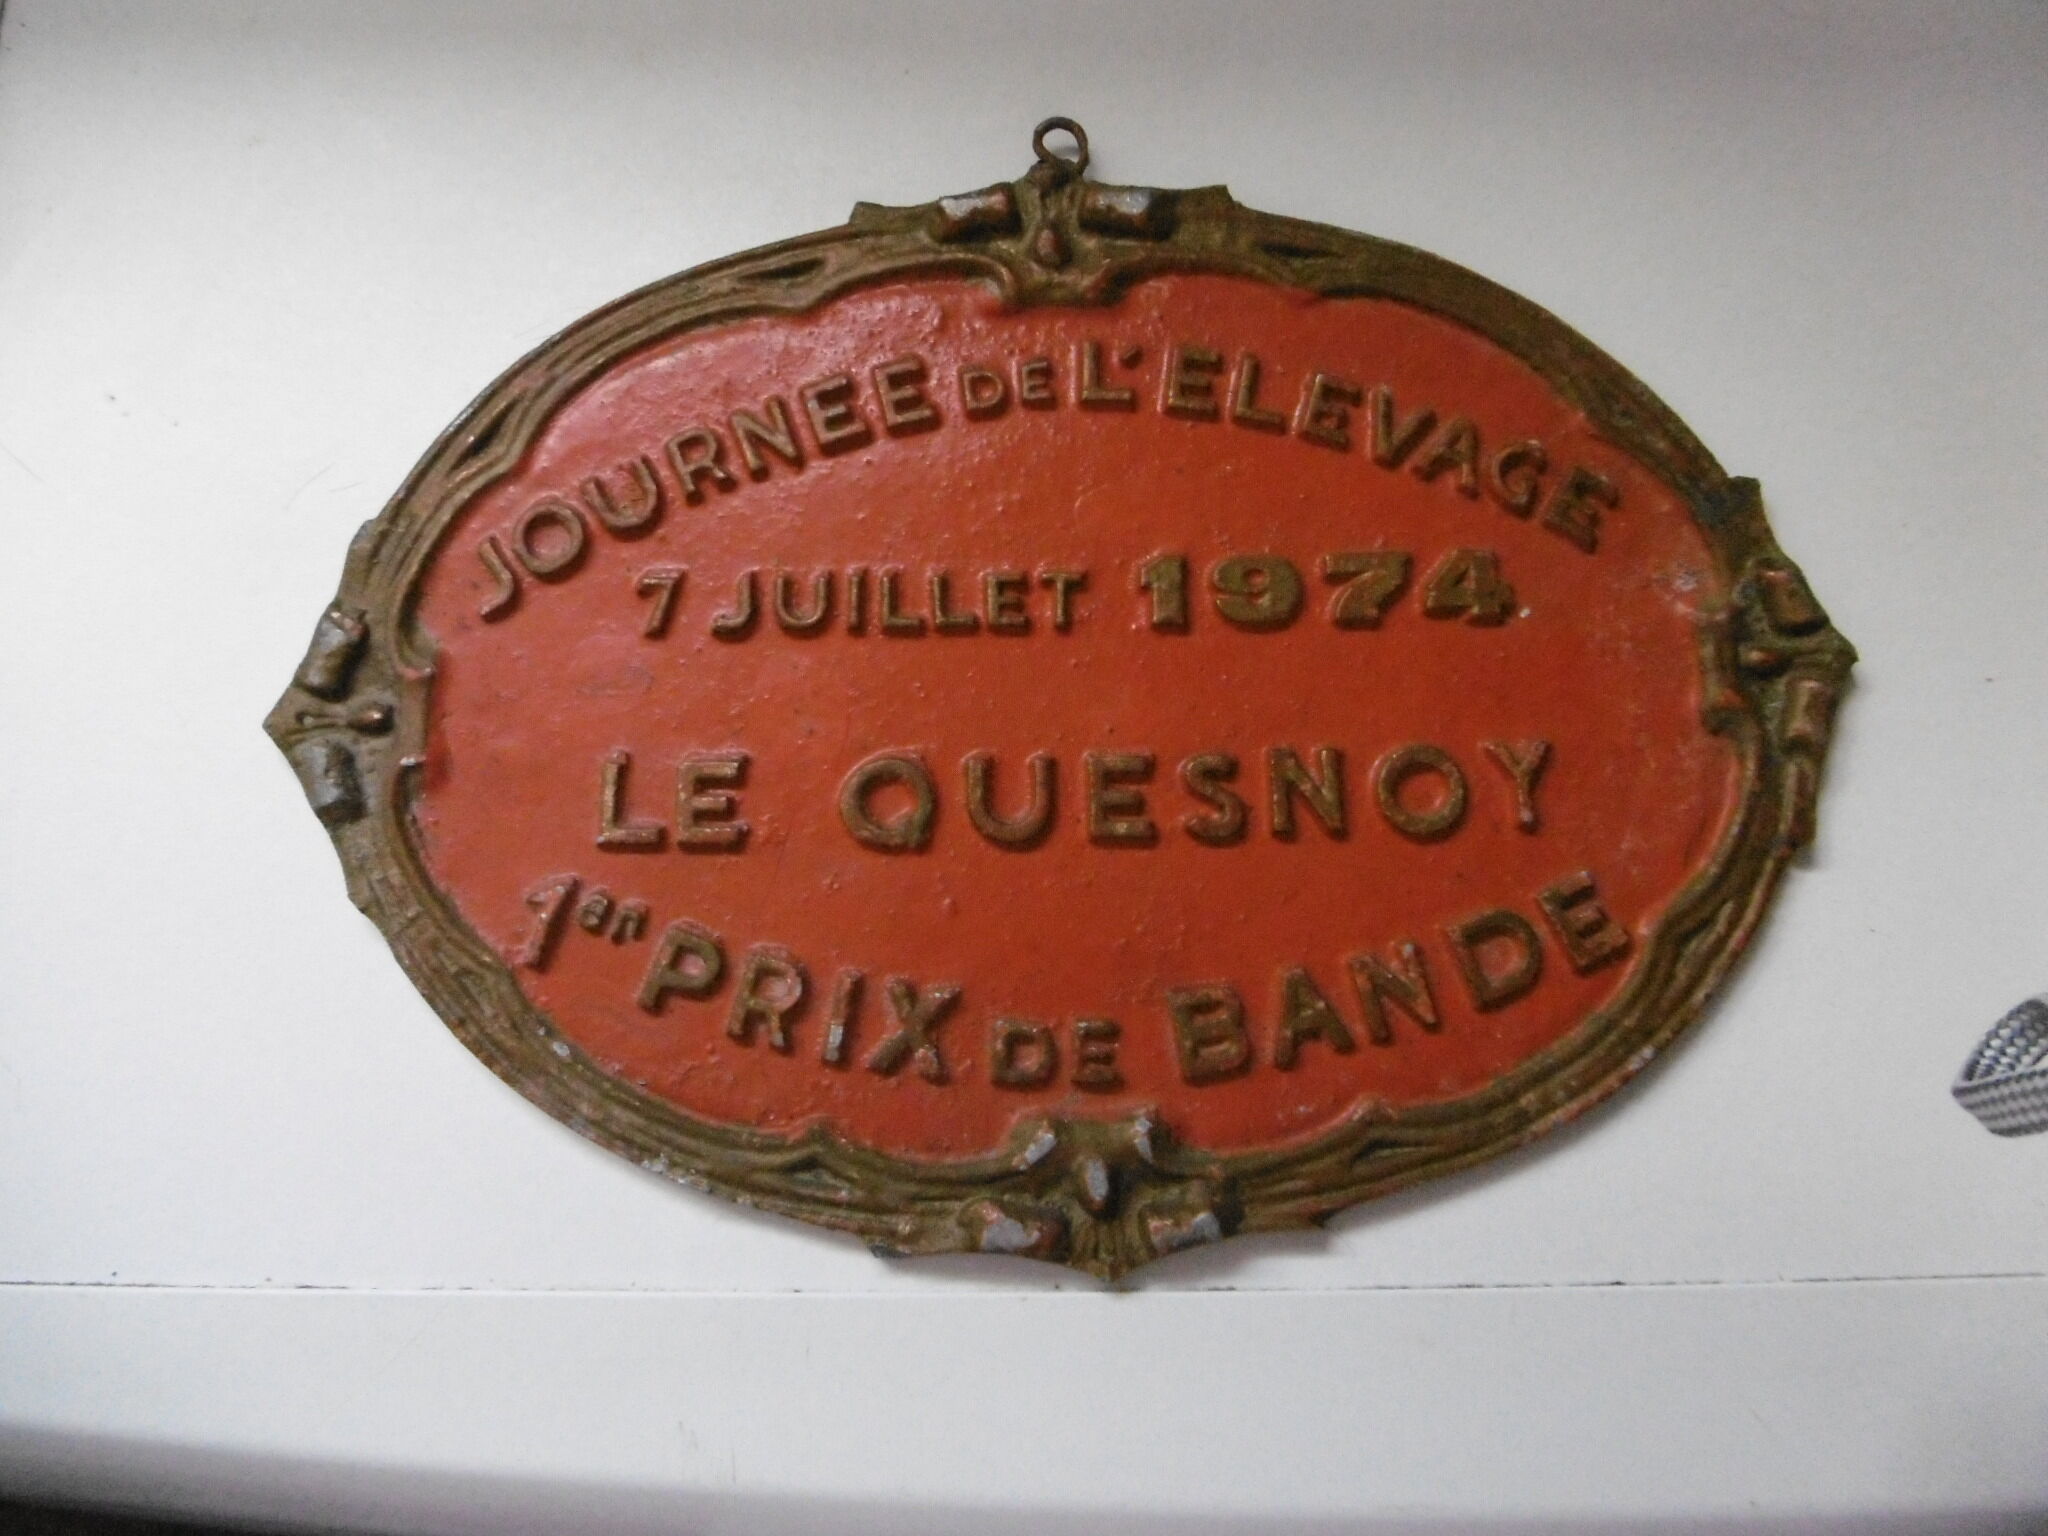 JOURNEE DE L'ELEVAGE
7 JUILLET 1974
LE QUESNOY
1er PRIX DE BANDE